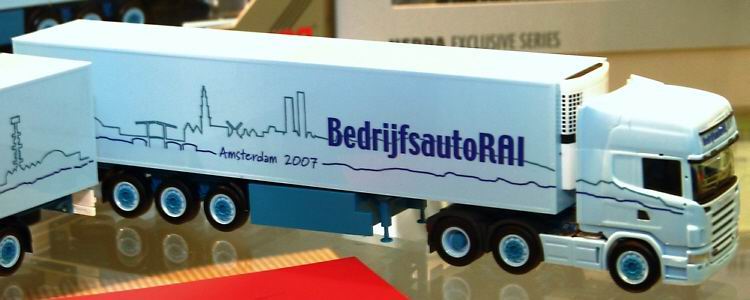 HERPA EXCLUSIVE SERIES
BedrijfsautoRAI
Amsterdam 2007